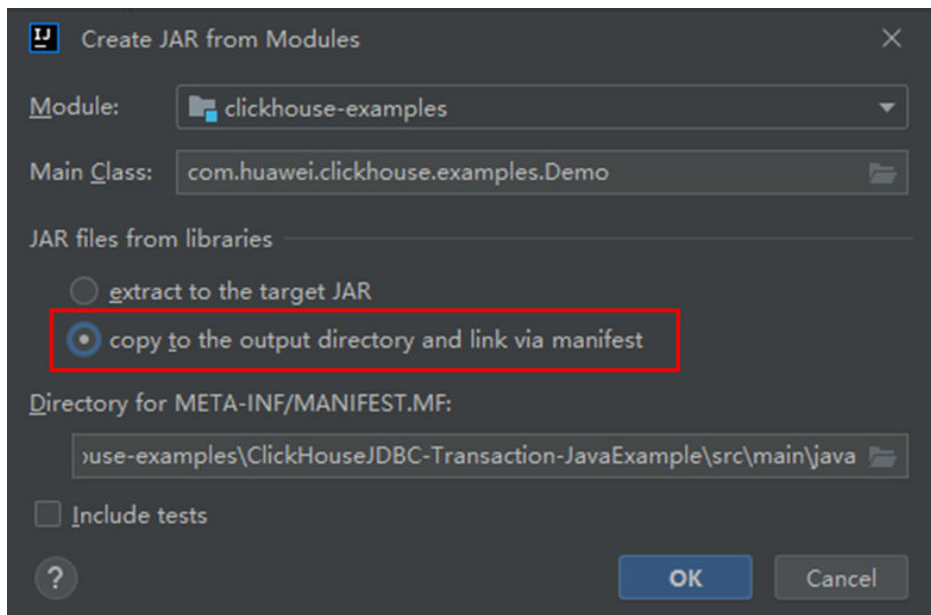 IJ
Create JAR from Modules
Module: clickhouse-examples
Main Class: com.huawei.clickhouse.examples.Demo
JAR files from libraries
extract to the target JAR
copy to the output directory and link via manifest
Directory for META-INF/MANIFEST.MF:
use-examples\ClickHouseJDBC-Transaction-JavaExample\src\main\java
Include tests
? OK Cancel